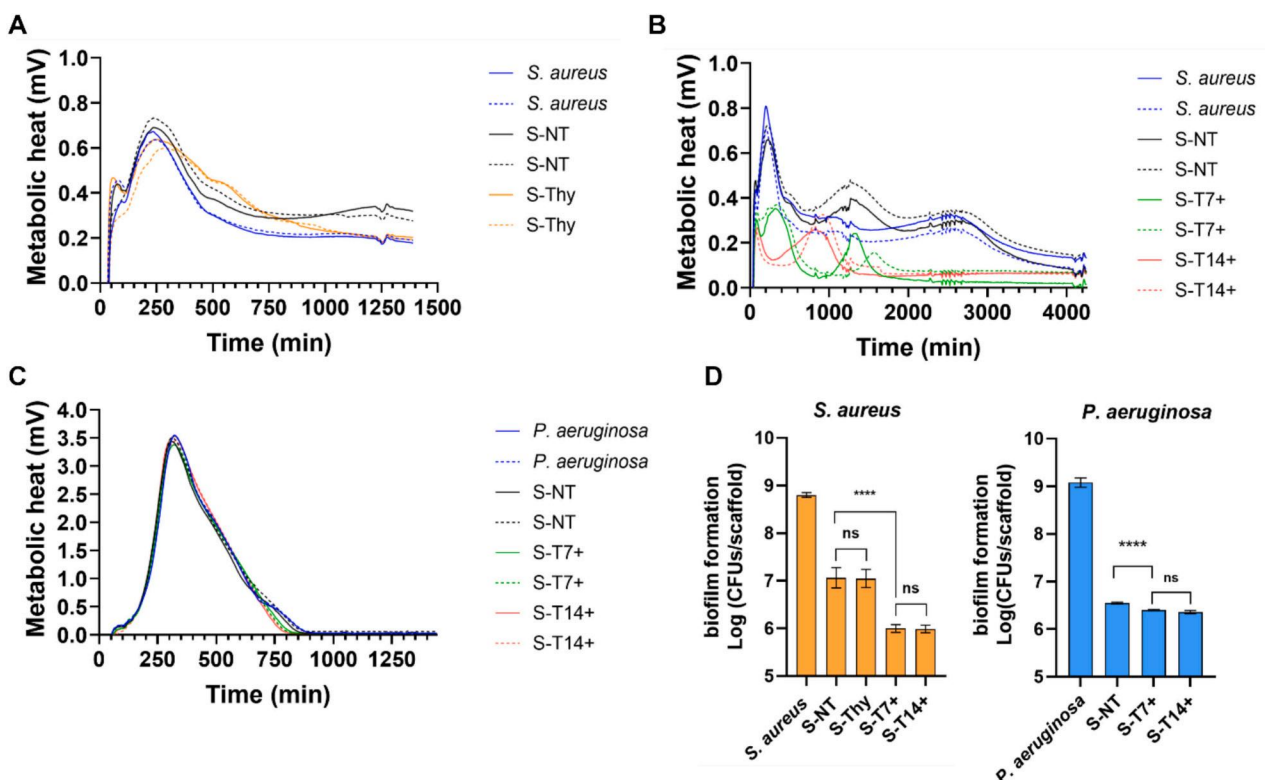 A
Metabolic heat (mV)
1.0
0.8
0.6
0.4
0.2
0.0
0 250 500 750 1000 1250 1500
Time (min)
S. aureus
S. aureus
S-NT
S-NT
S-Thy
S-Thy
B
Metabolic heat (mV)
1.0
0.8
0.6
0.4
0.2
0.0
0 1000 2000 3000 4000
Time (min)
S. aureus
S. aureus
S-NT
S-NT
S-T7+
S-T7+
S-T14+
S-T14+
C
Metabolic heat (mV)
4.0
3.5
3.0
2.5
2.0
1.5
1.0
0.5
0.0
0 250 500 750 1000 1250
Time (min)
P. aeruginosa
P. aeruginosa
S-NT
S-NT
S-T7+
S-T7+
S-T14+
S-T14+
D
S. aureus
biofilm formation
Log (CFUs/scaffold)
10
9
8
7
6
5
****
ns
ns
S. aureus
S-NT
S-Thy
S-T7+
S-T14+
P. aeruginosa
biofilm formation
Log(CFUs/scaffold)
10
9
8
7
6
5
****
ns
P. aeruginosa
S-NT
S-T7+
S-T14+